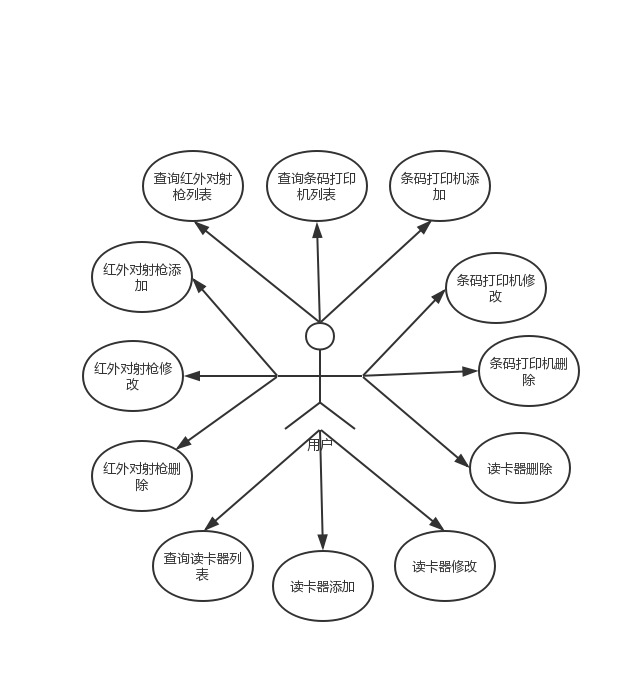 查询红外对射
枪列表
查询条码打印
机列表
条码打印机添
加
红外对射枪添
加
条码打印机修
改
红外对射枪修
改
条码打印机删
除
红外对射枪删
除
用户
读卡器删除
查询读卡器列
表
读卡器添加
读卡器修改